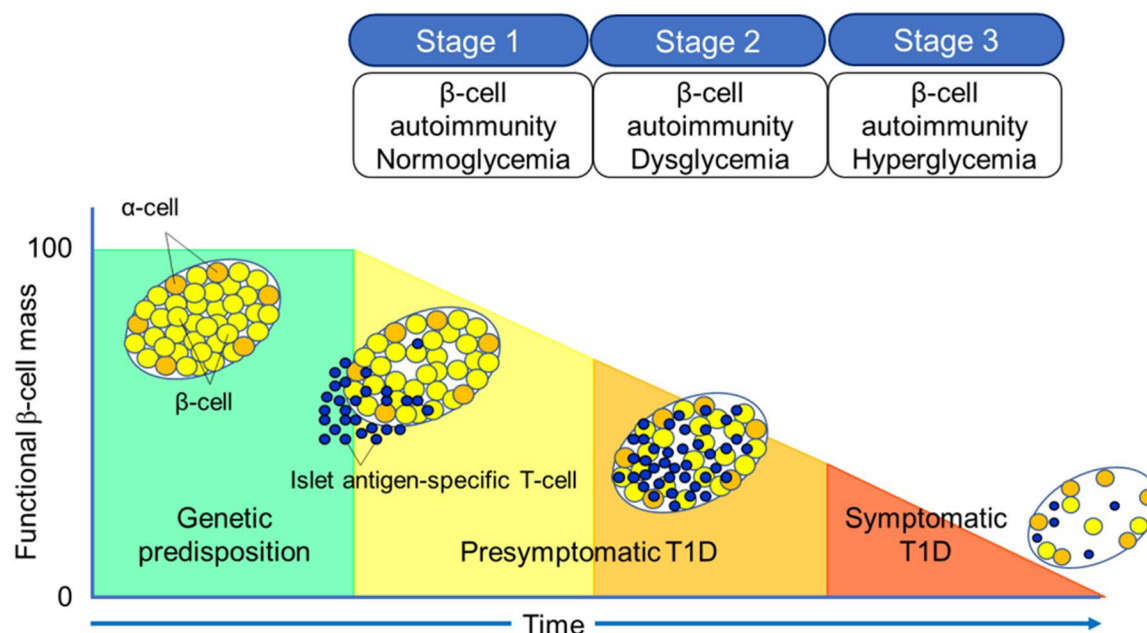 Stage 1
Stage 2
Stage 3
β-cell
autoimmunity
Normoglycemia
β-cell
autoimmunity
Dysglycemia
β-cell
autoimmunity
Hyperglycemia
α-cell
100
β-cell
Islet antigen-specific T-cell
Functional β-cell mass
Genetic
predisposition
Presymptomatic T1D
Symptomatic
T1D
0
Time